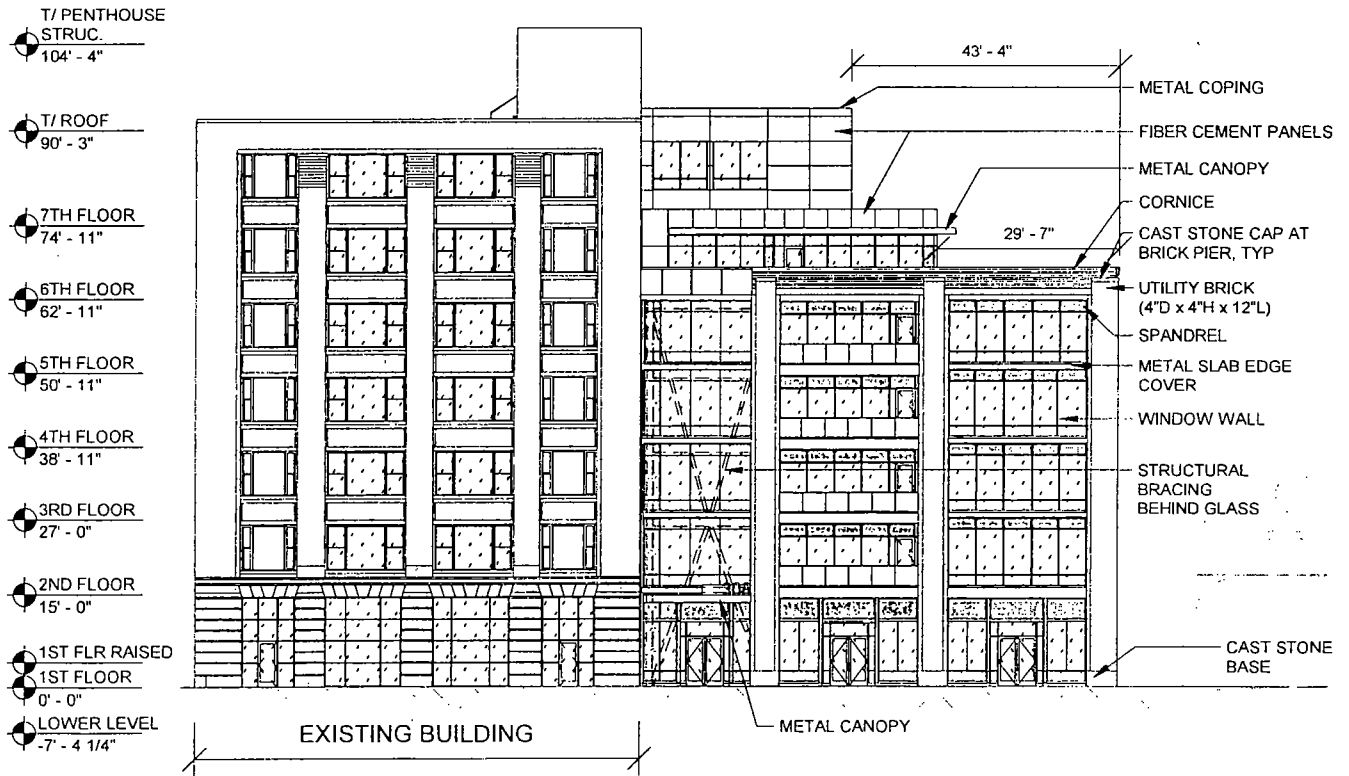 T/ PENTHOUSE
STRUC.
104' - 4"
T/ ROOF
90' - 3"
7TH FLOOR
74' - 11"
6TH FLOOR
62' - 11"
5TH FLOOR
50' - 11"
4TH FLOOR
38' - 11"
3RD FLOOR
27' - 0"
2ND FLOOR
15' - 0"
1ST FLR RAISED
1ST FLOOR
0' - 0"
LOWER LEVEL
-7' - 4 1/4"
43' - 4"
29' - 7"
METAL COPING
FIBER CEMENT PANELS
METAL CANOPY
CORNICE
CAST STONE CAP AT
BRICK PIER, TYP
UTILITY BRICK
(4"D x 4"H x 12"L)
SPANDREL
METAL SLAB EDGE
COVER
WINDOW WALL
STRUCTURAL
BRACING
BEHIND GLASS
CAST STONE
BASE
METAL CANOPY
EXISTING BUILDING